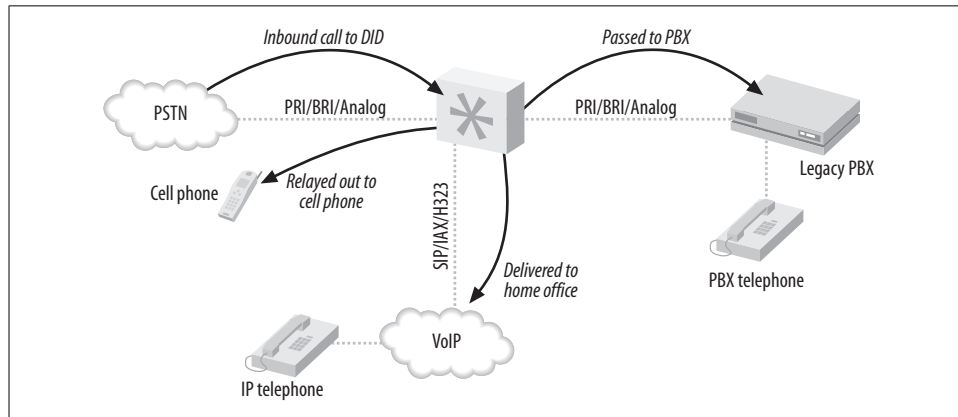 Inbound call to DID
Passed to PBX
PSTN
PRI/BRI/Analog
PRI/BRI/Analog
Legacy PBX
Cell phone
Relayed out to
cell phone
SIP/IAX/H323
Delivered to
home office
PBX telephone
VoIP
IP telephone